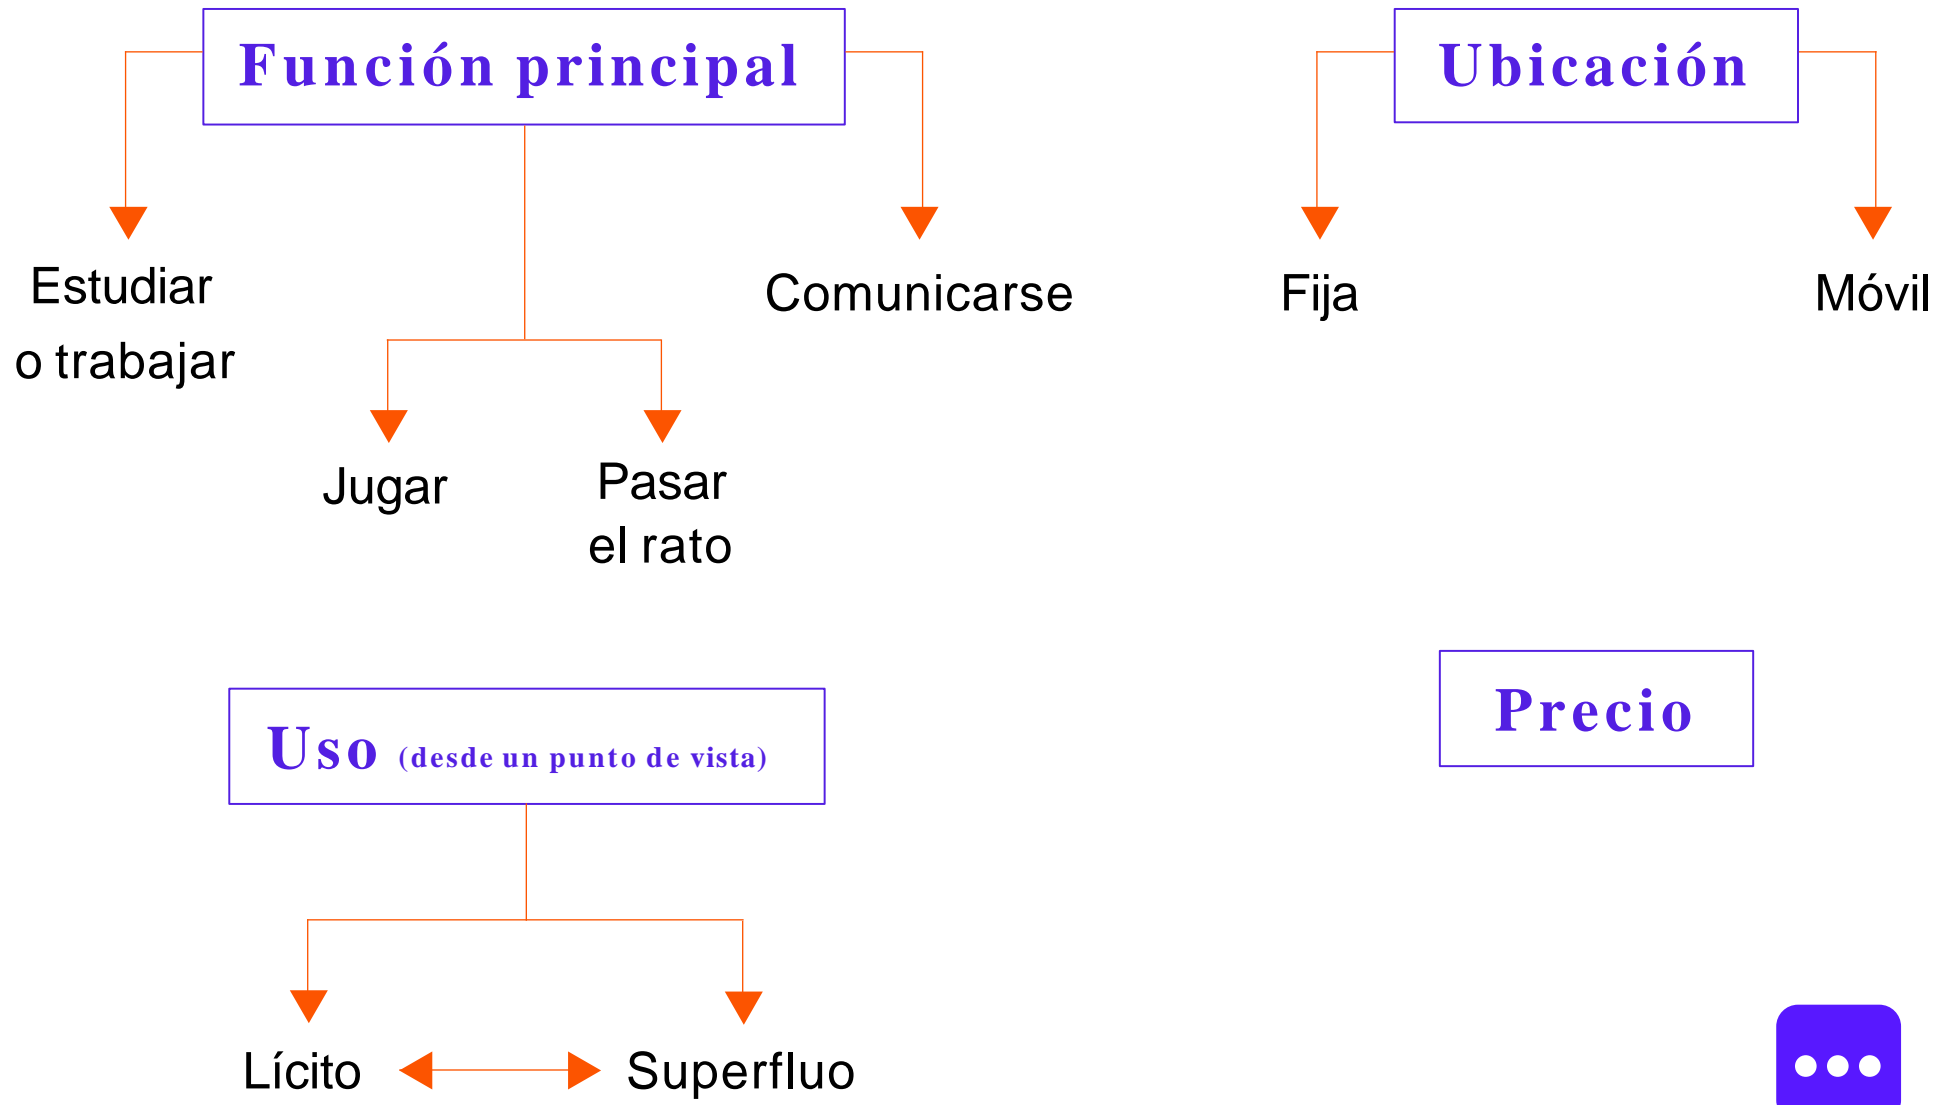 Función principal
Ubicación
Estudiar
o trabajar
Comunicarse
Fija
Móvil
Jugar
Pasar
el rato
Uso (desde un punto de vista)
Precio
Lícito
Superfluo